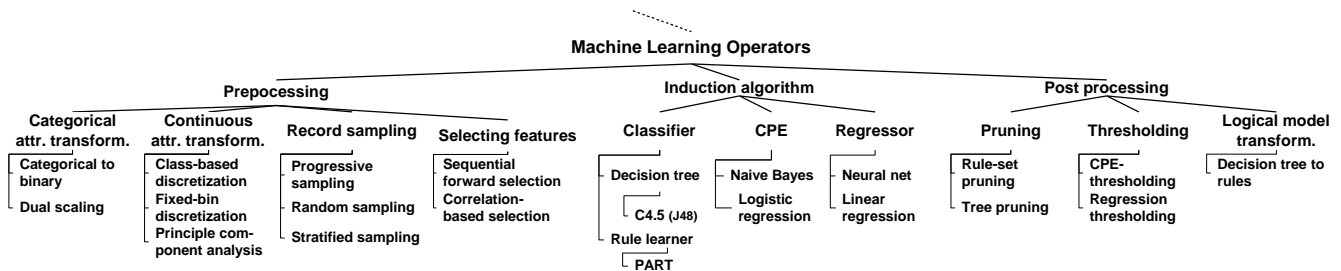 Machine Learning Operators
Prepocessing
Induction algorithm
Post processing
Categorical
attr. transform.
Continuous
attr. transform.
Record sampling
Selecting features
Classifier
CPE
Regressor
Pruning
Thresholding
Logical model
transform.
Categorical to
binary
Dual scaling
Class-based
discretization
Fixed-bin
discretization
Principle com-
ponent analysis
Progressive
sampling
Random sampling
Stratified sampling
Sequential
forward selection
Correlation-
based selection
Decision tree
C4.5 (J48)
Rule learner
PART
Naive Bayes
Logistic
regression
Neural net
Linear
regression
Rule-set
pruning
Tree pruning
CPE-
thresholding
Regression
thresholding
Decision tree to
rules